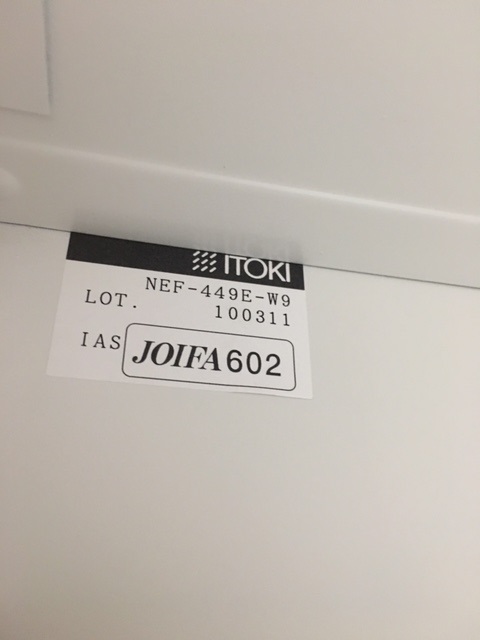 ITOKI
NEF-449E-W9
LOT. 100311
IAS JOIFA602